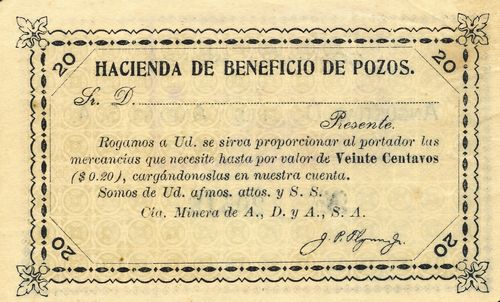 20 20
HACIENDA DE BENEFICIO DE POZOS.
Sr. D.
Presente.
Rogamos a Ud. se sirva proporcionar al portador las
mercancías que necesite hasta por valor de Veinte Centavos
($0.20), cargándonoslas en nuestra cuenta.
Somos de Ud. afmos. attos. y S. S.
Cía. Minera de A., D. y A., S. A.
20 20